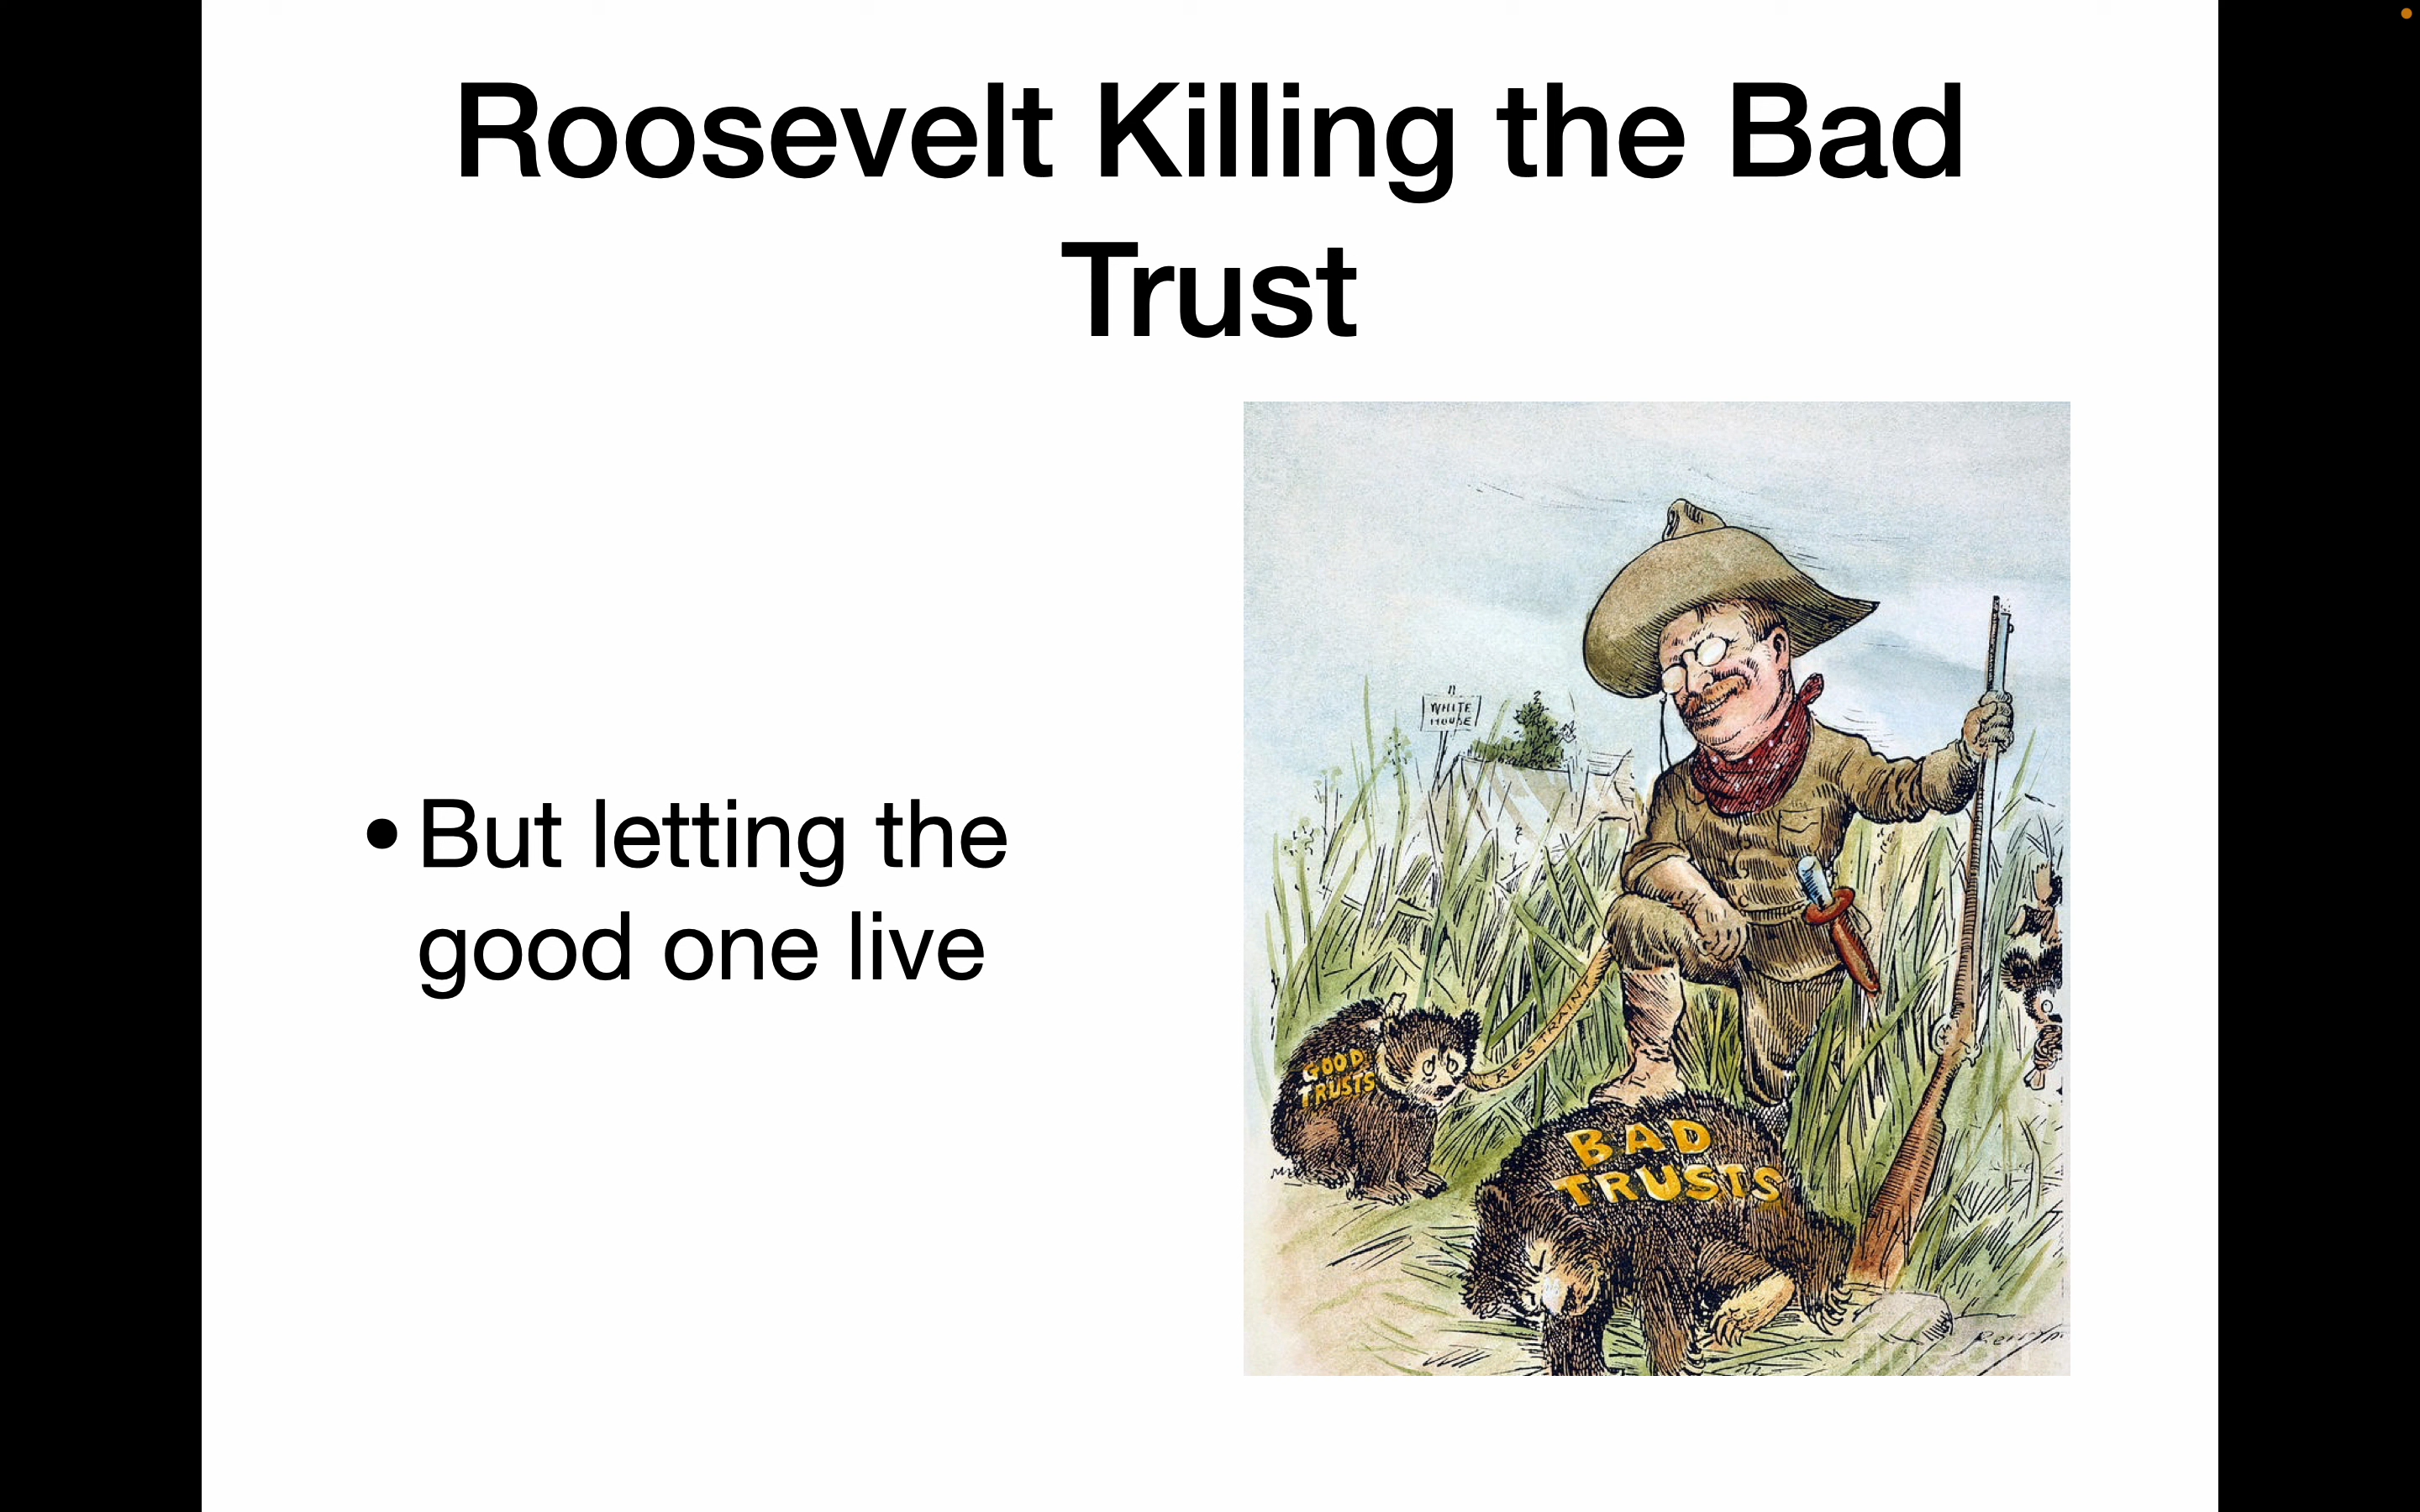 Roosevelt Killing the Bad
Trust
• But letting the
good one live
WHITE
HOUSE
RESTRAINT
GOOD
TRUSTS
BAD
TRUSTS